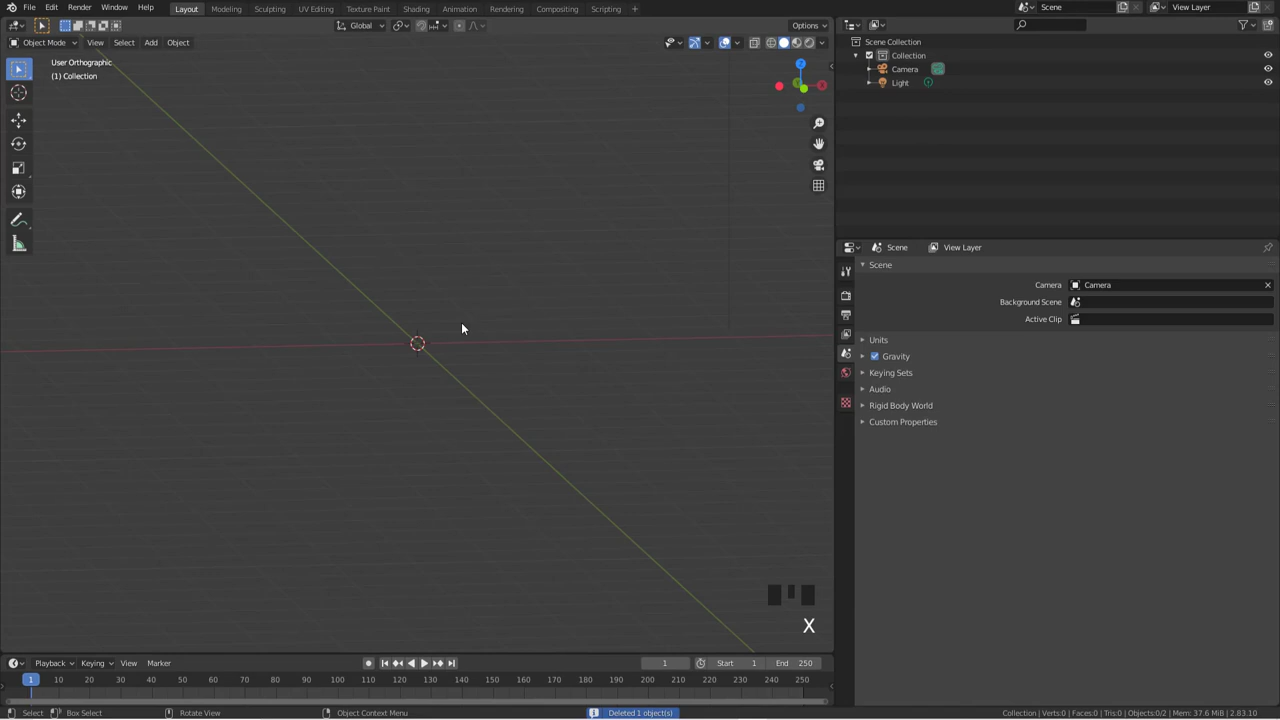 File Edit Render Window Help Layout Modeling Sculpting UV Editing Texture Paint Shading Animation Rendering Compositing Scripting + Scene View Layer
Global Options
Object Mode View Select Add Object
User Orthographic
(1) Collection
Z
Scene Collection
Collection
Camera
Light
Scene View Layer
Scene
Camera Camera
Background Scene
Active Clip
Units
Gravity
Keying Sets
Audio
Rigid Body World
Custom Properties
X
Playback Keying View Marker 1 Start 1 End 250
1 10 20 30 40 50 60 70 80 90 100 110 120 130 140 150 160 170 180 190 200 210 220 230 240 250
Select Box Select Rotate View Object Context Menu Deleted 1 object(s) Collection | Verts:0 | Faces:0 | Tris:0 | Objects:0/2 | Mem: 37.6 MiB | 2.83.10